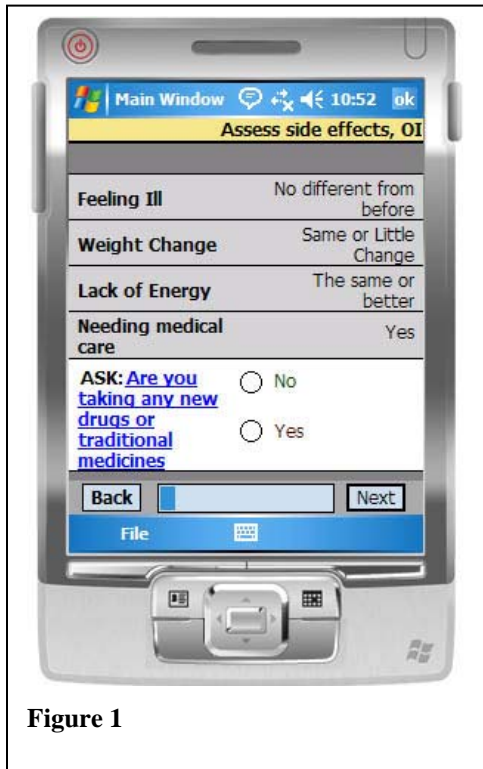 Main Window 10:52 ok
Assess side effects, OI
Feeling Ill No different from
before
Weight Change Same or Little
Change
Lack of Energy The same or
better
Needing medical Yes
care
ASK: Are you No
taking any new
drugs or Yes
traditional
medicines
Back Next
File
Figure 1